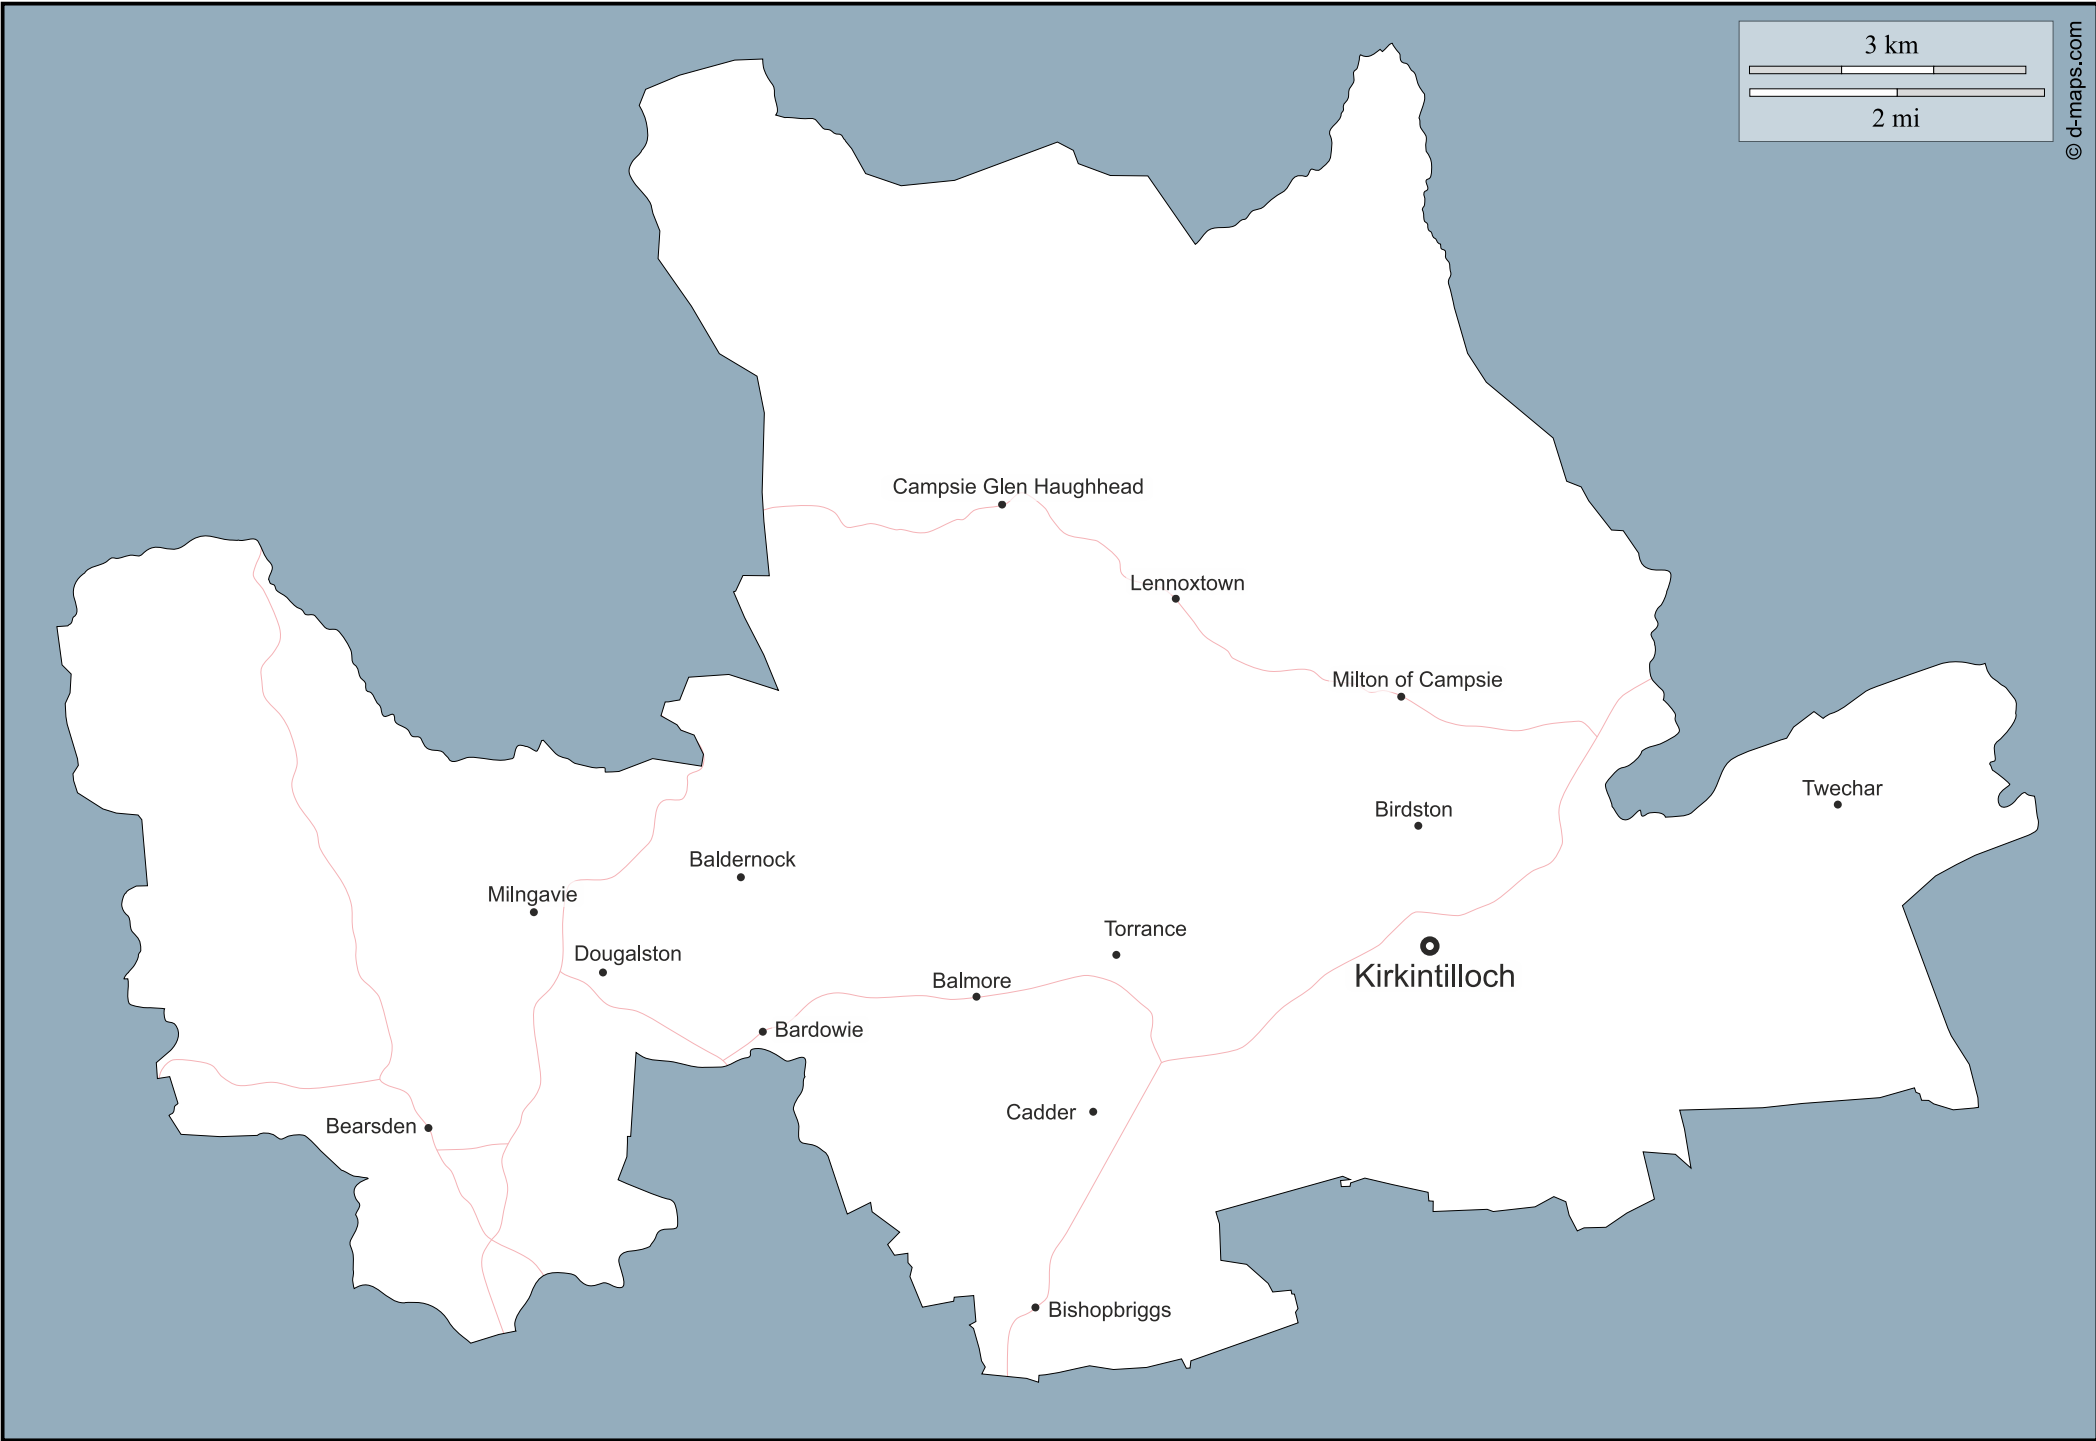 3 km
2 mi
© d-maps.com
Campsie Glen Haughhead
Lennoxtown
Milton of Campsie
Twechar
Birdston
Baldernock
Milngavie
Torrance
Dougalston
Kirkintilloch
Balmore
Bardowie
Cadder
Bearsden
Bishopbriggs